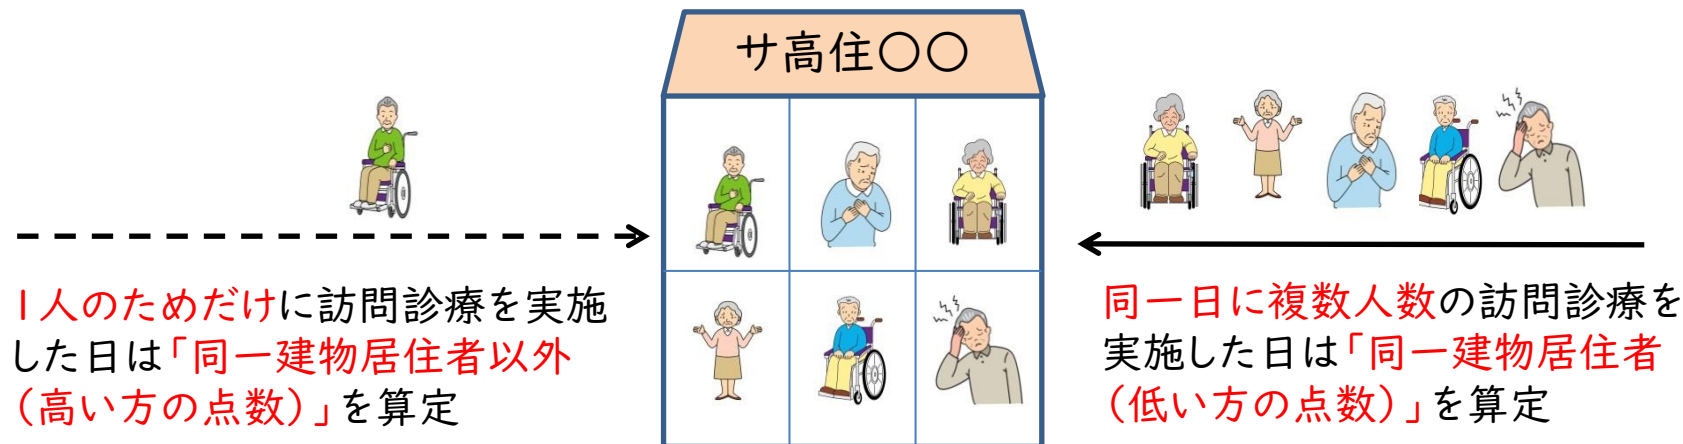 サ高住〇〇
1人のためだけに訪問診療を実施
した日は「同一建物居住者以外
(高い方の点数)」を算定
同一日に複数人数の訪問診療を
実施した日は「同一建物居住者
(低い方の点数)」を算定